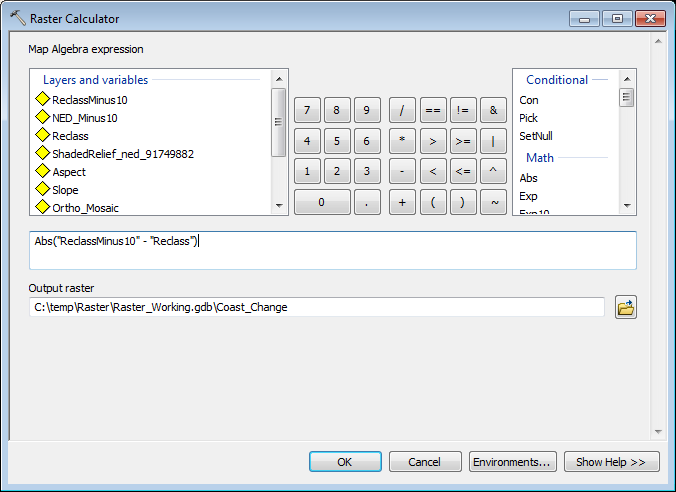 Raster Calculator
Map Algebra expression
Layers and variables
ReclassMinus10
NED_Minus10
Reclass
ShadedRelief_ned_91749882
Aspect
Slope
Ortho_Mosaic
7 8 9 / == != &
4 5 6 * > >= |
1 2 3 - < <= ^
0 . + ( ) ~
Conditional
Con
Pick
SetNull
Math
Abs
Exp
Exp10
Abs("ReclassMinus10" - "Reclass")
Output raster
C:\temp\Raster\Raster_Working.gdb\Coast_Change
OK Cancel Environments... Show Help >>